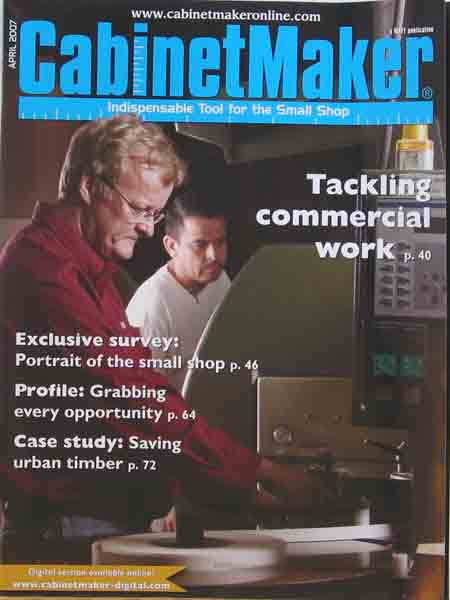 www.cabinetmakeronline.com
APRIL 2007
CabinetMaker®
Indispensable Tool for the Small Shop
Tackling
commercial
work p. 40
Exclusive survey:
Portrait of the small shop p. 46
Profile: Grabbing
every opportunity p. 64
Case study: Saving
urban timber p. 72
Digital version available online!
www.cabinetmaker-digital.com